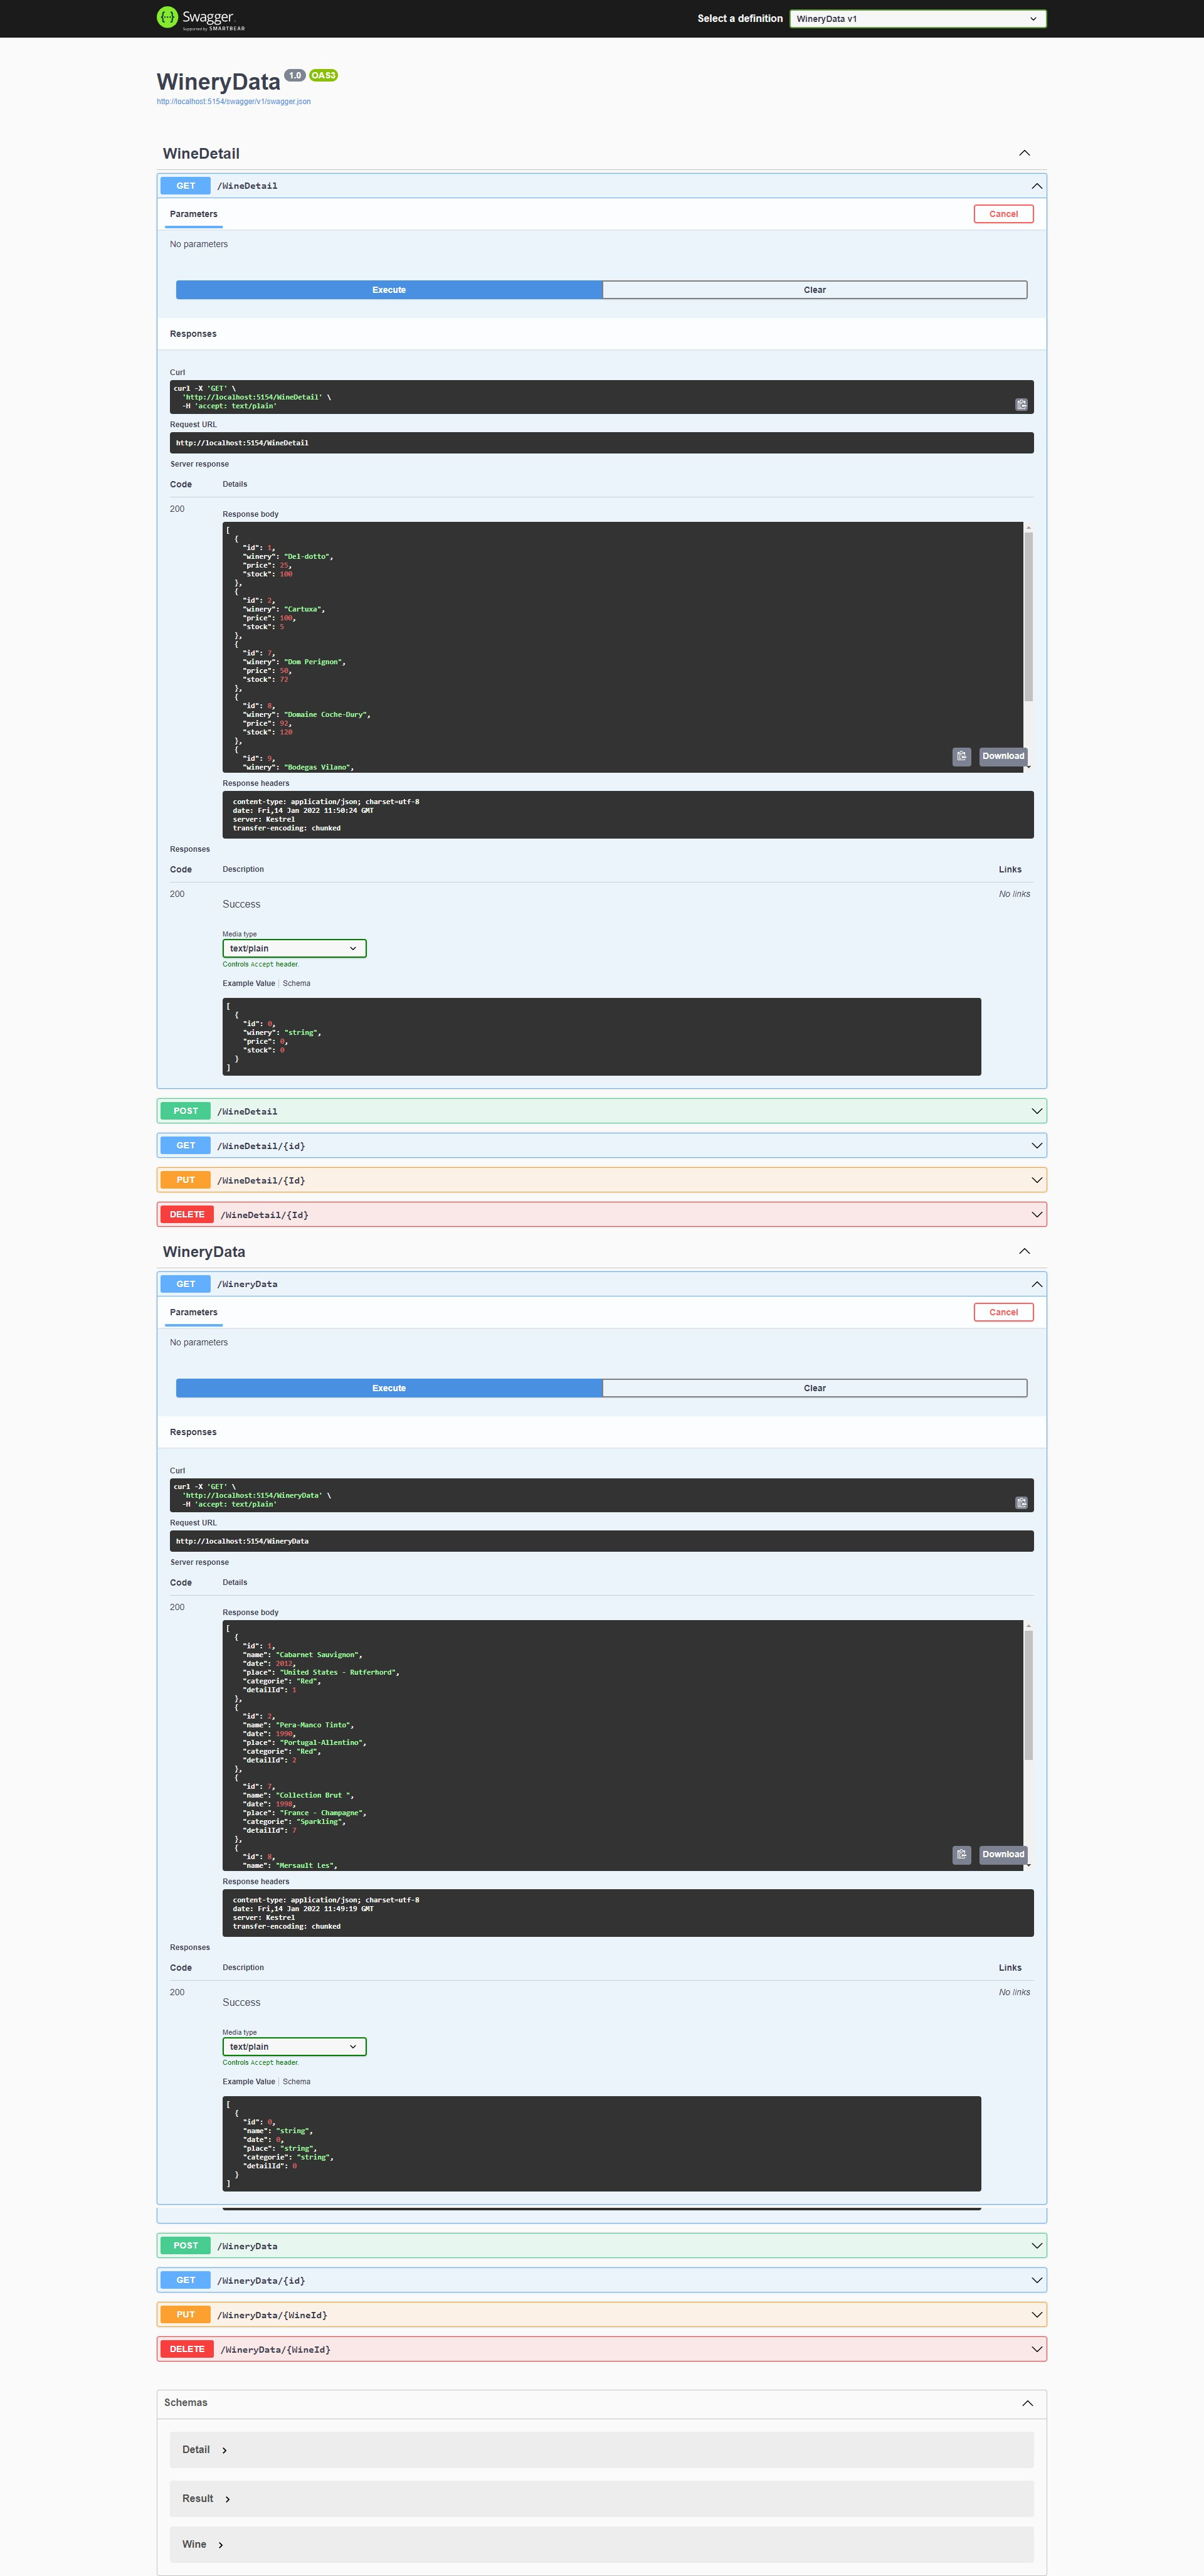 Swagger
Supported by SMARTBEAR
Select a definition
WineryData v1
WineryData 1.0 OAS3
http://localhost:5154/swagger/v1/swagger.json
WineDetail
GET /WineDetail
Parameters
Cancel
No parameters
Execute
Clear
Responses
Curl
curl -X 'GET' \
'http://localhost:5154/WineDetail' \
-H 'accept: text/plain'
Request URL
http://localhost:5154/WineDetail
Server response
Code Details
200
Response body
[
{
"id": 1,
"winery": "Del-dotto",
"price": 25,
"stock": 100
},
{
"id": 2,
"winery": "Cartuxa",
"price": 100,
"stock": 5
},
{
"id": 7,
"winery": "Dom Perignon",
"price": 50,
"stock": 72
},
{
"id": 8,
"winery": "Domaine Coche-Dury",
"price": 92,
"stock": 120
},
{
"id": 9,
"winery": "Bodegas Vilano",
Download
Response headers
content-type: application/json; charset=utf-8
date: Fri,14 Jan 2022 11:50:24 GMT
server: Kestrel
transfer-encoding: chunked
Responses
Code Description Links
200 No links
Success
Media type
text/plain
Controls Accept header.
Example Value | Schema
[
{
"id": 0,
"winery": "string",
"price": 0,
"stock": 0
}
]
POST /WineDetail
GET /WineDetail/{id}
PUT /WineDetail/{Id}
DELETE /WineDetail/{Id}
WineryData
GET /WineryData
Parameters
Cancel
No parameters
Execute
Clear
Responses
Curl
curl -X 'GET' \
'http://localhost:5154/WineryData' \
-H 'accept: text/plain'
Request URL
http://localhost:5154/WineryData
Server response
Code Details
200
Response body
[
{
"id": 1,
"name": "Cabarnet Sauvignon",
"date": 2012,
"place": "United States - Rutferhord",
"categorie": "Red",
"detailId": 1
},
{
"id": 2,
"name": "Pera-Manco Tinto",
"date": 1990,
"place": "Portugal-Allentino",
"categorie": "Red",
"detailId": 2
},
{
"id": 7,
"name": "Collection Brut ",
"date": 1998,
"place": "France - Champagne",
"categorie": "Sparkling",
"detailId": 7
},
{
"id": 8,
"name": "Mersault Les",
Download
Response headers
content-type: application/json; charset=utf-8
date: Fri,14 Jan 2022 11:49:19 GMT
server: Kestrel
transfer-encoding: chunked
Responses
Code Description Links
200 No links
Success
Media type
text/plain
Controls Accept header.
Example Value | Schema
[
{
"id": 0,
"name": "string",
"date": 0,
"place": "string",
"categorie": "string",
"detailId": 0
}
]
POST /WineryData
GET /WineryData/{id}
PUT /WineryData/{WineId}
DELETE /WineryData/{WineId}
Schemas
Detail
Result
Wine